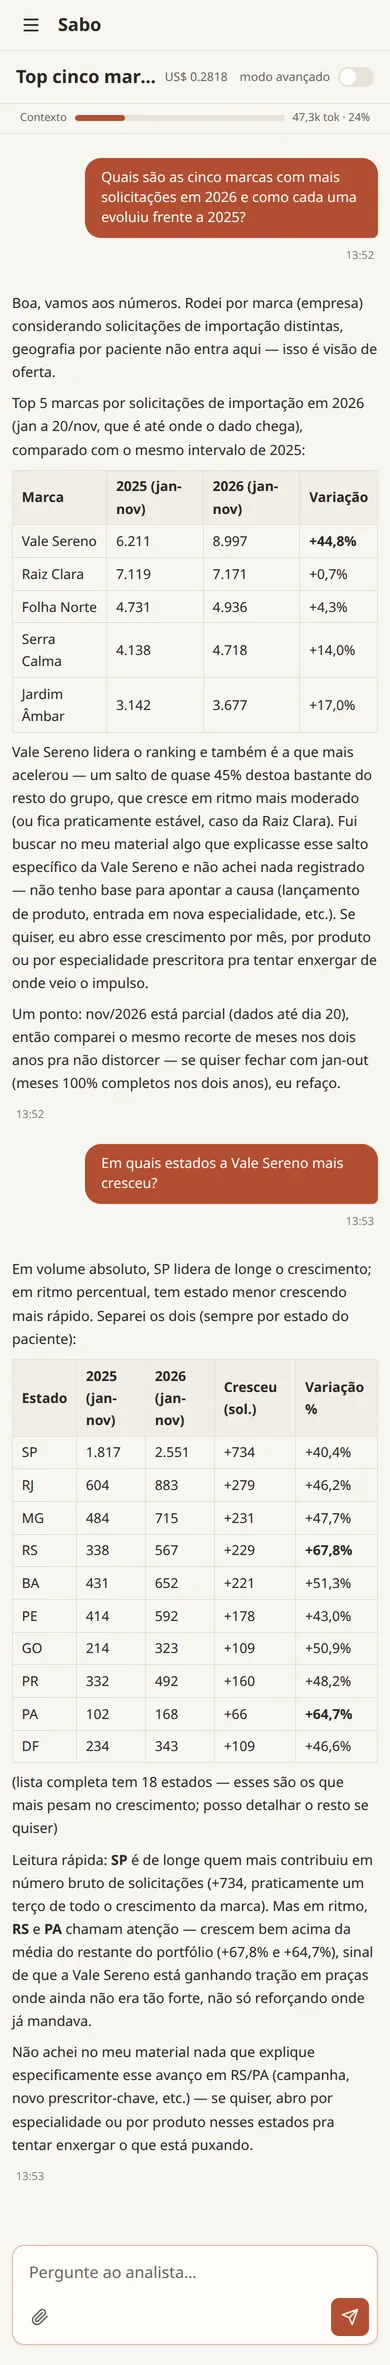 Sabo
Top cinco mar... US$ 0.2818 modo avançado
Contexto 47,3k tok · 24%
Quais são as cinco marcas com mais
solicitações em 2026 e como cada uma
evoluiu frente a 2025?
13:52
Boa, vamos aos números. Rodei por marca (empresa)
considerando solicitações de importação distintas,
geografia por paciente não entra aqui — isso é visão de
oferta.
Top 5 marcas por solicitações de importação em 2026
(jan a 20/nov, que é até onde o dado chega),
comparado com o mesmo intervalo de 2025:
Marca 2025 (jan-nov) 2026 (jan-nov) Variação
Vale Sereno 6.211 8.997 +44,8%
Raiz Clara 7.119 7.171 +0,7%
Folha Norte 4.731 4.936 +4,3%
Serra Calma 4.138 4.718 +14,0%
Jardim Âmbar 3.142 3.677 +17,0%
Vale Sereno lidera o ranking e também é a que mais
acelerou — um salto de quase 45% destoa bastante do
resto do grupo, que cresce em ritmo mais moderado
(ou fica praticamente estável, caso da Raiz Clara). Fui
buscar no meu material algo que explicasse esse salto
específico da Vale Sereno e não achei nada registrado
— não tenho base para apontar a causa (lançamento
de produto, entrada em nova especialidade, etc.). Se
quiser, eu abro esse crescimento por mês, por produto
ou por especialidade prescritora pra tentar enxergar de
onde veio o impulso.
Um ponto: nov/2026 está parcial (dados até dia 20),
então comparei o mesmo recorte de meses nos dois
anos pra não distorcer — se quiser fechar com jan-out
(meses 100% completos nos dois anos), eu refaço.
13:52
Em quais estados a Vale Sereno mais
cresceu?
13:53
Em volume absoluto, SP lidera de longe o crescimento;
em ritmo percentual, tem estado menor crescendo
mais rápido. Separei os dois (sempre por estado do
paciente):
Estado 2025 (jan-nov) 2026 (jan-nov) Cresceu (sol.) Variação %
SP 1.817 2.551 +734 +40,4%
RJ 604 883 +279 +46,2%
MG 484 715 +231 +47,7%
RS 338 567 +229 +67,8%
BA 431 652 +221 +51,3%
PE 414 592 +178 +43,0%
GO 214 323 +109 +50,9%
PR 332 492 +160 +48,2%
PA 102 168 +66 +64,7%
DF 234 343 +109 +46,6%
(lista completa tem 18 estados — esses são os que
mais pesam no crescimento; posso detalhar o resto se
quiser)
Leitura rápida: SP é de longe quem mais contribuiu em
número bruto de solicitações (+734, praticamente um
terço de todo o crescimento da marca). Mas em ritmo,
RS e PA chamam atenção — crescem bem acima da
média do restante do portfólio (+67,8% e +64,7%), sinal
de que a Vale Sereno está ganhando tração em praças
onde ainda não era tão forte, não só reforçando onde
já mandava.
Não achei no meu material nada que explique
especificamente esse avanço em RS/PA (campanha,
novo prescritor-chave, etc.) — se quiser, abro por
especialidade ou por produto nesses estados pra
tentar enxergar o que está puxando.
13:53
Pergunte ao analista...